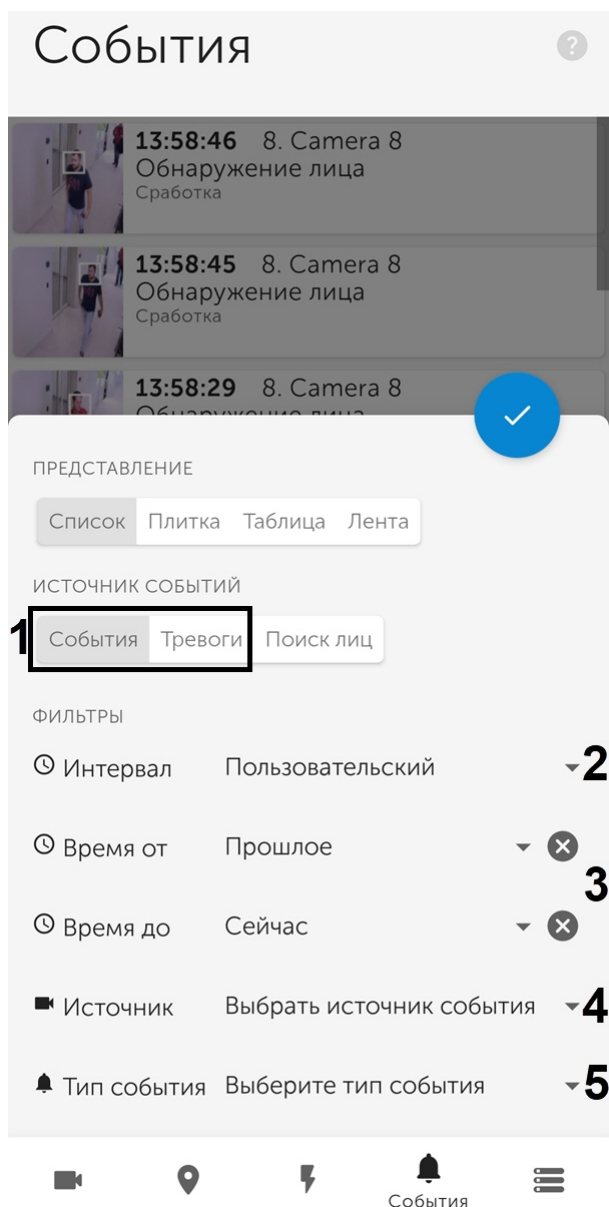 События
13:58:46 8. Camera 8
Обнаружение лица
Сработка
13:58:45 8. Camera 8
Обнаружение лица
Сработка
13:58:29 8. Camera 8
Обнаружение лица
ПРЕДСТАВЛЕНИЕ
Список Плитка Таблица Лента
ИСТОЧНИК СОБЫТИЙ
1 События Тревоги Поиск лиц
ФИЛЬТРЫ
Интервал Пользовательский 2
Время от Прошлое
3
Время до Сейчас
Источник Выбрать источник события 4
Тип события Выберите тип события 5
События